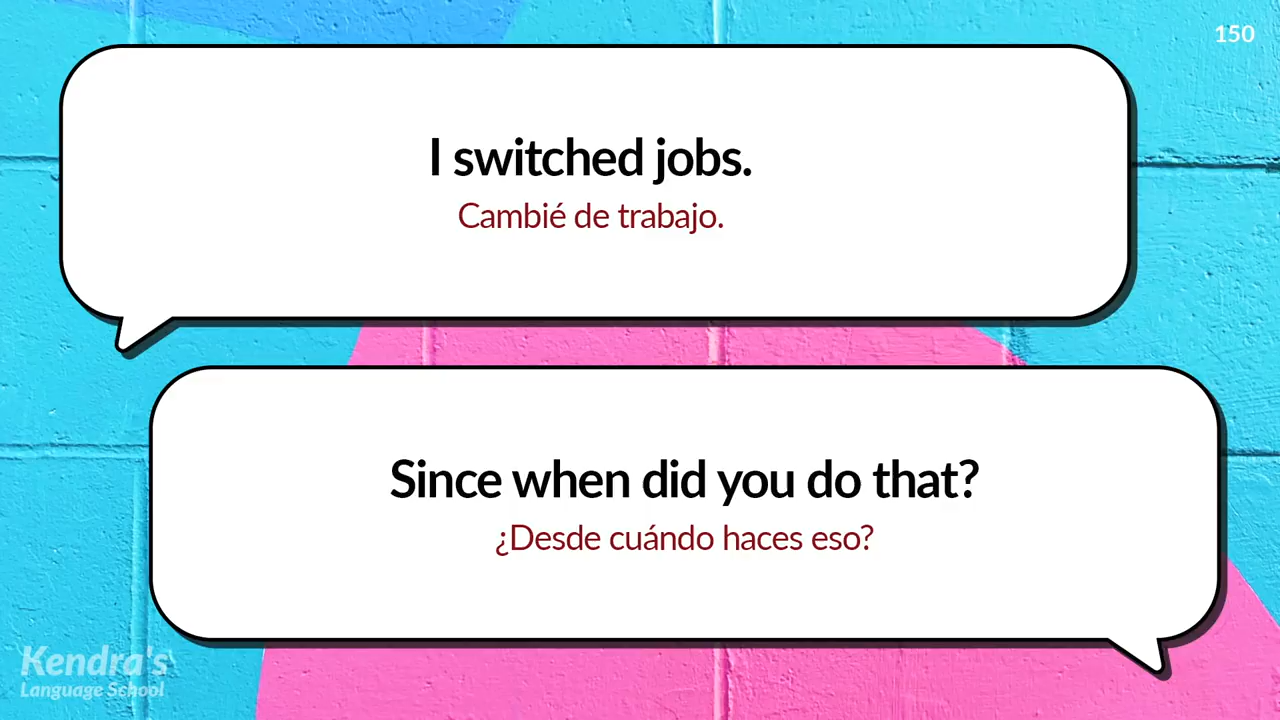 150
I switched jobs.
Cambié de trabajo.
Since when did you do that?
¿Desde cuándo haces eso?
Kendra's
Language School